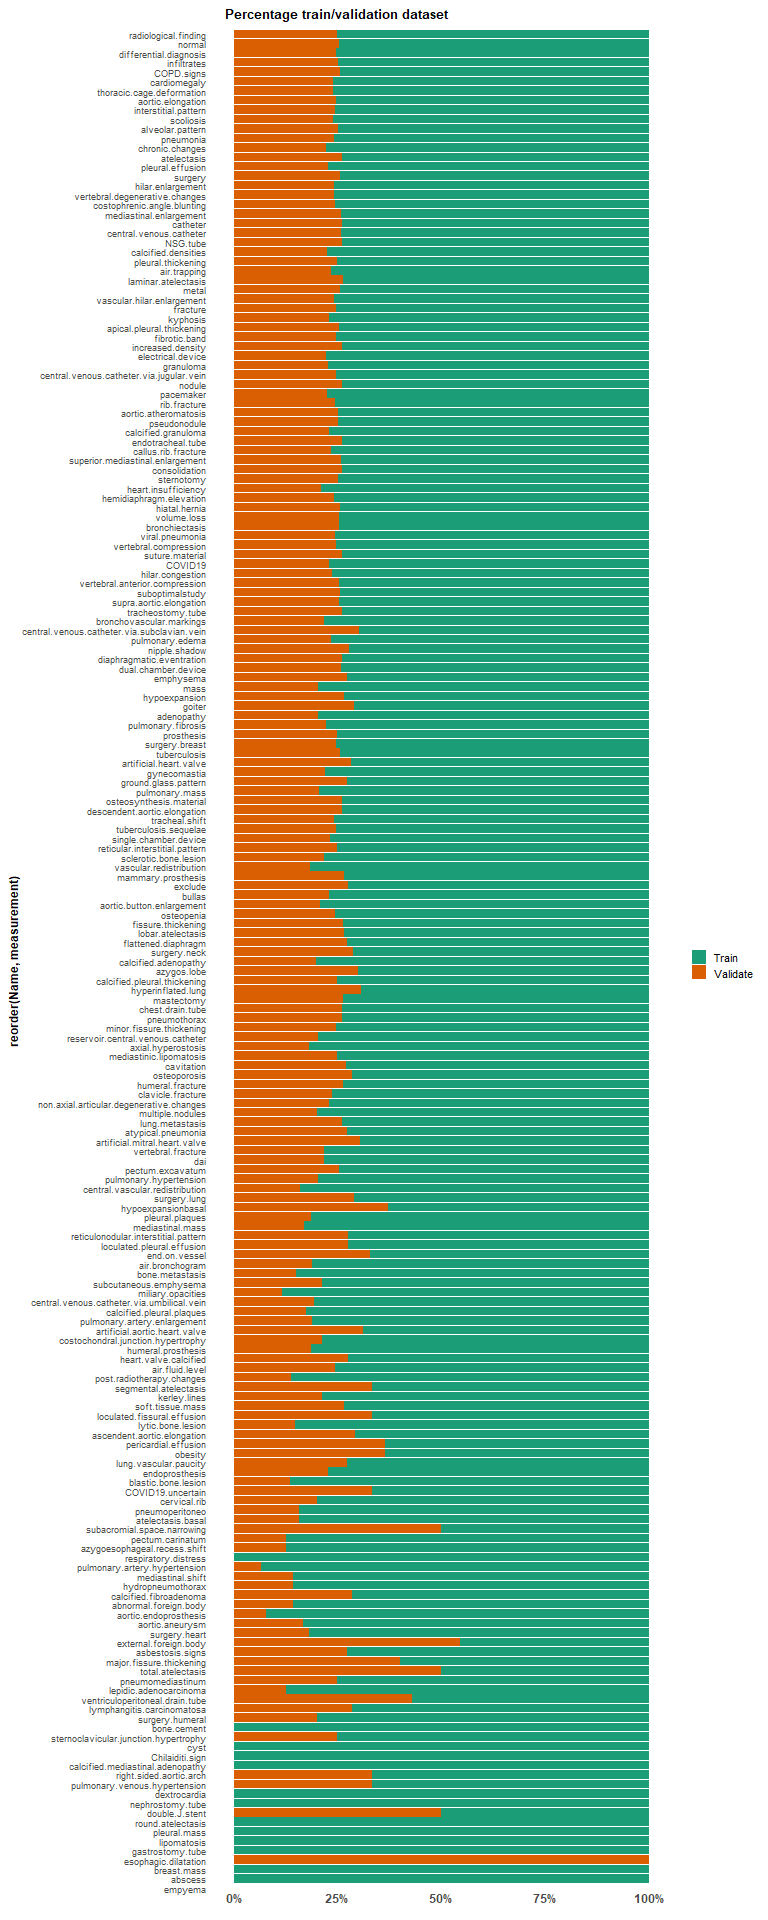 Percentage train/validation dataset
radiological.finding
normal
differential.diagnosis
infiltrates
COPD.signs
cardiomegaly
thoracic.cage.deformation
aortic.elongation
interstitial.pattern
scoliosis
alveolar.pattern
pneumonia
chronic.changes
atelectasis
pleural.effusion
surgery
hilar.enlargement
vertebral.degenerative.changes
costophrenic.angle.blunting
mediastinal.enlargement
catheter
central.venous.catheter
NSG.tube
calcified.densities
pleural.thickening
air.trapping
laminar.atelectasis
metal
vascular.hilar.enlargement
fracture
kyphosis
apical.pleural.thickening
fibrotic.band
increased.density
electrical.device
granuloma
central.venous.catheter.via.jugular.vein
nodule
pacemaker
rib.fracture
aortic.atheromatosis
pseudonodule
calcified.granuloma
endotracheal.tube
callus.rib.fracture
superior.mediastinal.enlargement
consolidation
sternotomy
heart.insufficiency
hemidiaphragm.elevation
hiatal.hernia
volume.loss
bronchiectasis
viral.pneumonia
vertebral.compression
suture.material
COVID19
hilar.congestion
vertebral.anterior.compression
suboptimalstudy
supra.aortic.elongation
tracheostomy.tube
bronchovascular.markings
central.venous.catheter.via.subclavian.vein
pulmonary.edema
nipple.shadow
diaphragmatic.eventration
dual.chamber.device
emphysema
mass
hypoexpansion
goiter
adenopathy
pulmonary.fibrosis
prosthesis
surgery.breast
tuberculosis
artificial.heart.valve
gynecomastia
ground.glass.pattern
pulmonary.mass
osteosynthesis.material
descendent.aortic.elongation
tracheal.shift
tuberculosis.sequelae
single.chamber.device
reticular.interstitial.pattern
sclerotic.bone.lesion
vascular.redistribution
mammary.prosthesis
exclude
bullas
aortic.button.enlargement
osteopenia
fissure.thickening
lobar.atelectasis
flattened.diaphragm
surgery.neck
calcified.adenopathy
azygos.lobe
calcified.pleural.thickening
hyperinflated.lung
mastectomy
chest.drain.tube
pneumothorax
minor.fissure.thickening
reservoir.central.venous.catheter
axial.hyperostosis
mediastinic.lipomatosis
cavitation
osteoporosis
humeral.fracture
clavicle.fracture
non.axial.articular.degenerative.changes
multiple.nodules
lung.metastasis
atypical.pneumonia
artificial.mitral.heart.valve
vertebral.fracture
dai
pectum.excavatum
pulmonary.hypertension
central.vascular.redistribution
surgery.lung
hypoexpansionbasal
pleural.plaques
mediastinal.mass
reticulonodular.interstitial.pattern
loculated.pleural.effusion
end.on.vessel
air.bronchogram
bone.metastasis
subcutaneous.emphysema
miliary.opacities
central.venous.catheter.via.umbilical.vein
calcified.pleural.plaques
pulmonary.artery.enlargement
artificial.aortic.heart.valve
costochondral.junction.hypertrophy
humeral.prosthesis
heart.valve.calcified
air.fluid.level
post.radiotherapy.changes
segmental.atelectasis
kerley.lines
soft.tissue.mass
loculated.fissural.effusion
lytic.bone.lesion
ascendent.aortic.elongation
pericardial.effusion
obesity
lung.vascular.paucity
endoprosthesis
blastic.bone.lesion
COVID19.uncertain
cervical.rib
pneumoperitoneo
atelectasis.basal
subacromial.space.narrowing
pectum.carinatum
azygoesophageal.recess.shift
respiratory.distress
pulmonary.artery.hypertension
mediastinal.shift
hydropneumothorax
calcified.fibroadenoma
abnormal.foreign.body
aortic.endoprosthesis
aortic.aneurysm
surgery.heart
external.foreign.body
asbestosis.signs
major.fissure.thickening
total.atelectasis
pneumomediastinum
lepidic.adenocarcinoma
ventriculoperitoneal.drain.tube
lymphangitis.carcinomatosa
surgery.humeral
bone.cement
sternoclavicular.junction.hypertrophy
cyst
Chilaiditi.sign
calcified.mediastinal.adenopathy
right.sided.aortic.arch
pulmonary.venous.hypertension
dextrocardia
nephrostomy.tube
double.J.stent
round.atelectasis
pleural.mass
lipomatosis
gastrostomy.tube
esophagic.dilatation
breast.mass
abscess
empyema
reorder(Name, measurement)
0% 25% 50% 75% 100%
Train
Validate